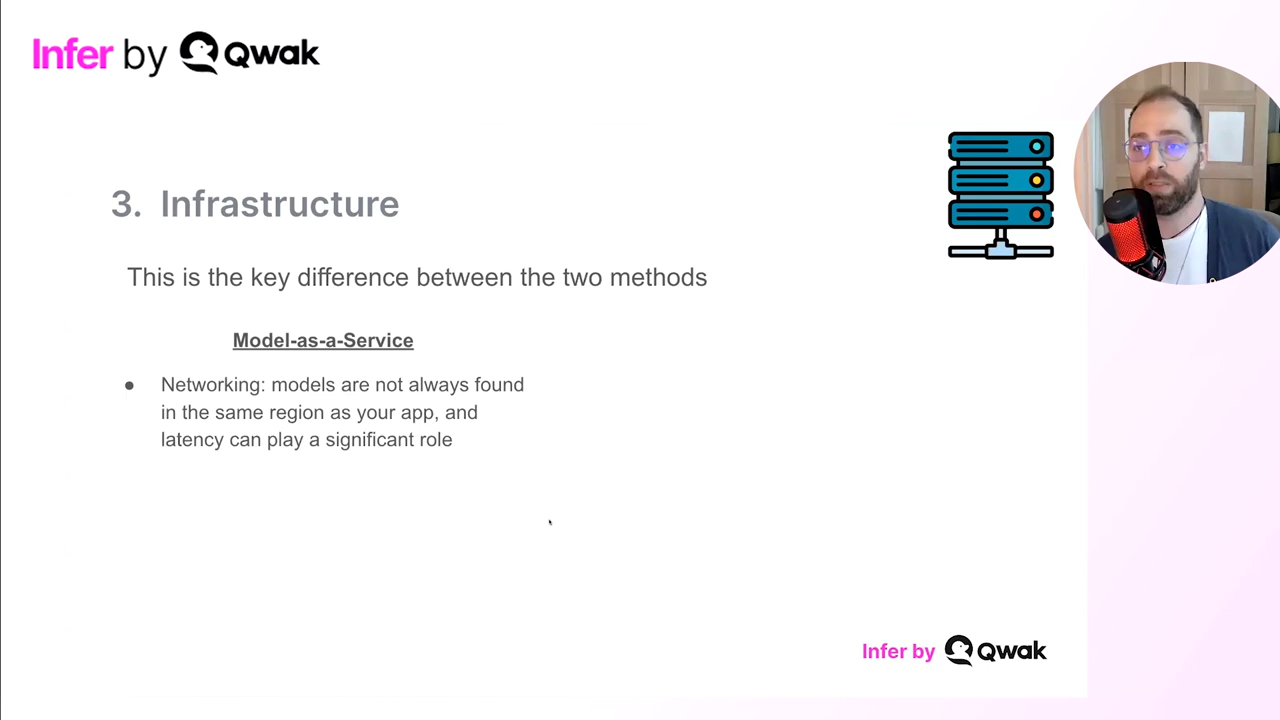 Infer by Qwak
3. Infrastructure
This is the key difference between the two methods
Model-as-a-Service
● Networking: models are not always found
in the same region as your app, and
latency can play a significant role
Infer by Qwak